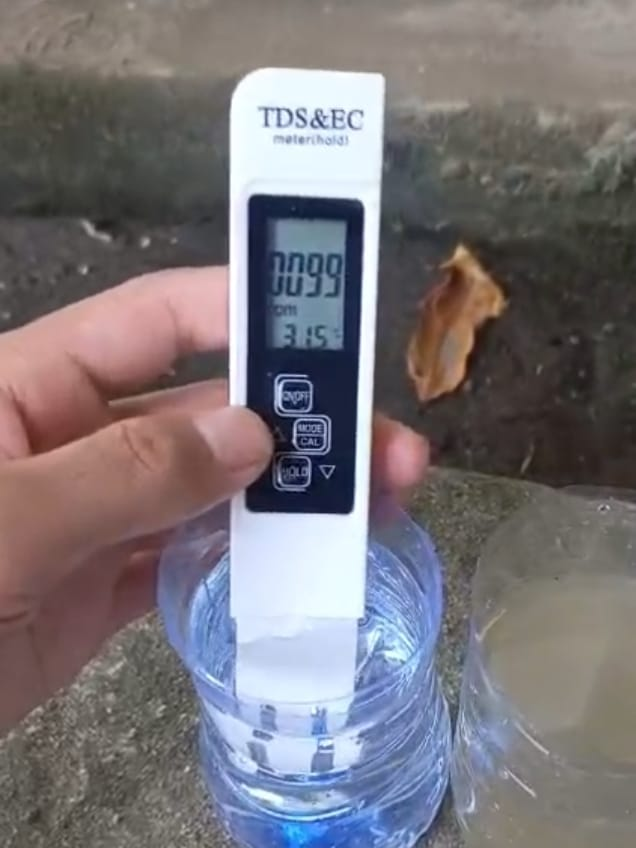 TDS&EC
meter(hold)
0099
ppm
31.5 °C
ON/OFF
MODE
CAL
HOLD